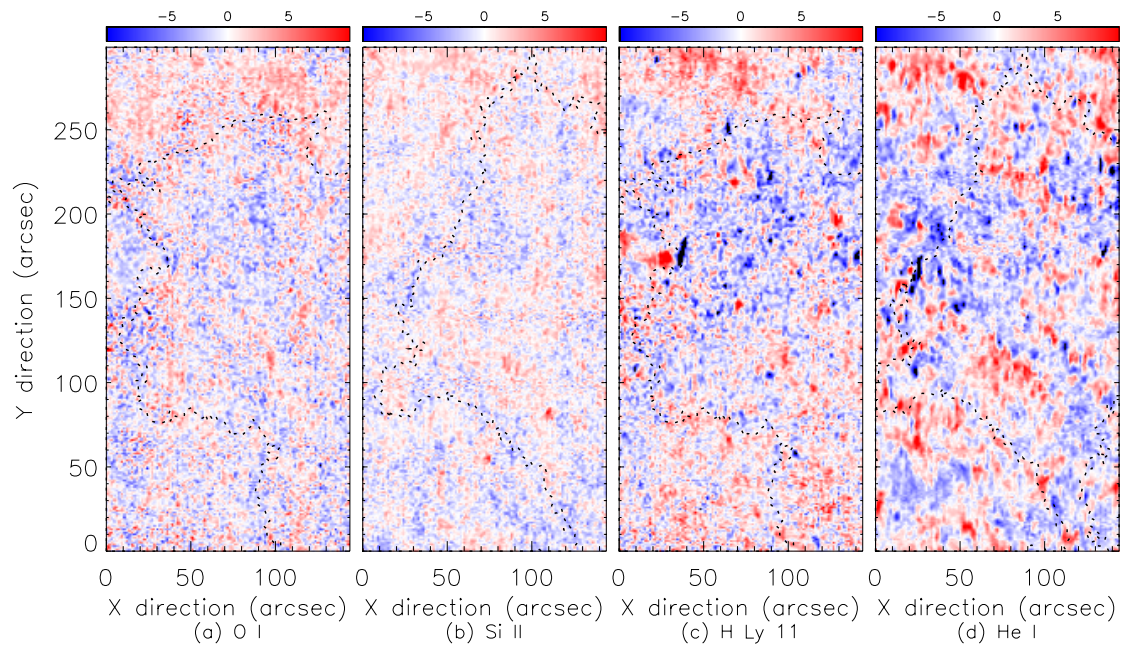 -5 0 5
-5 0 5
-5 0 5
-5 0 5
Y direction (arcsec)
250
200
150
100
50
0
0 50 100
0 50 100
0 50 100
0 50 100
X direction (arcsec)
X direction (arcsec)
X direction (arcsec)
X direction (arcsec)
(a) O I
(b) Si II
(c) H Ly 11
(d) He I